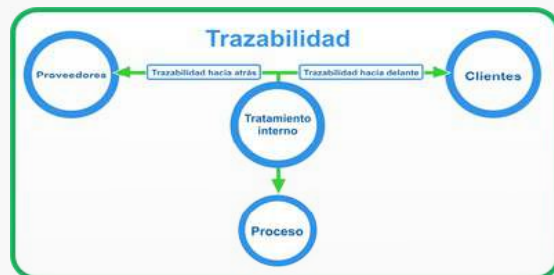 Trazabilidad
Proveedores
Trazabilidad hacia atrás
Trazabilidad hacia delante
Clientes
Tratamiento
interno
Proceso